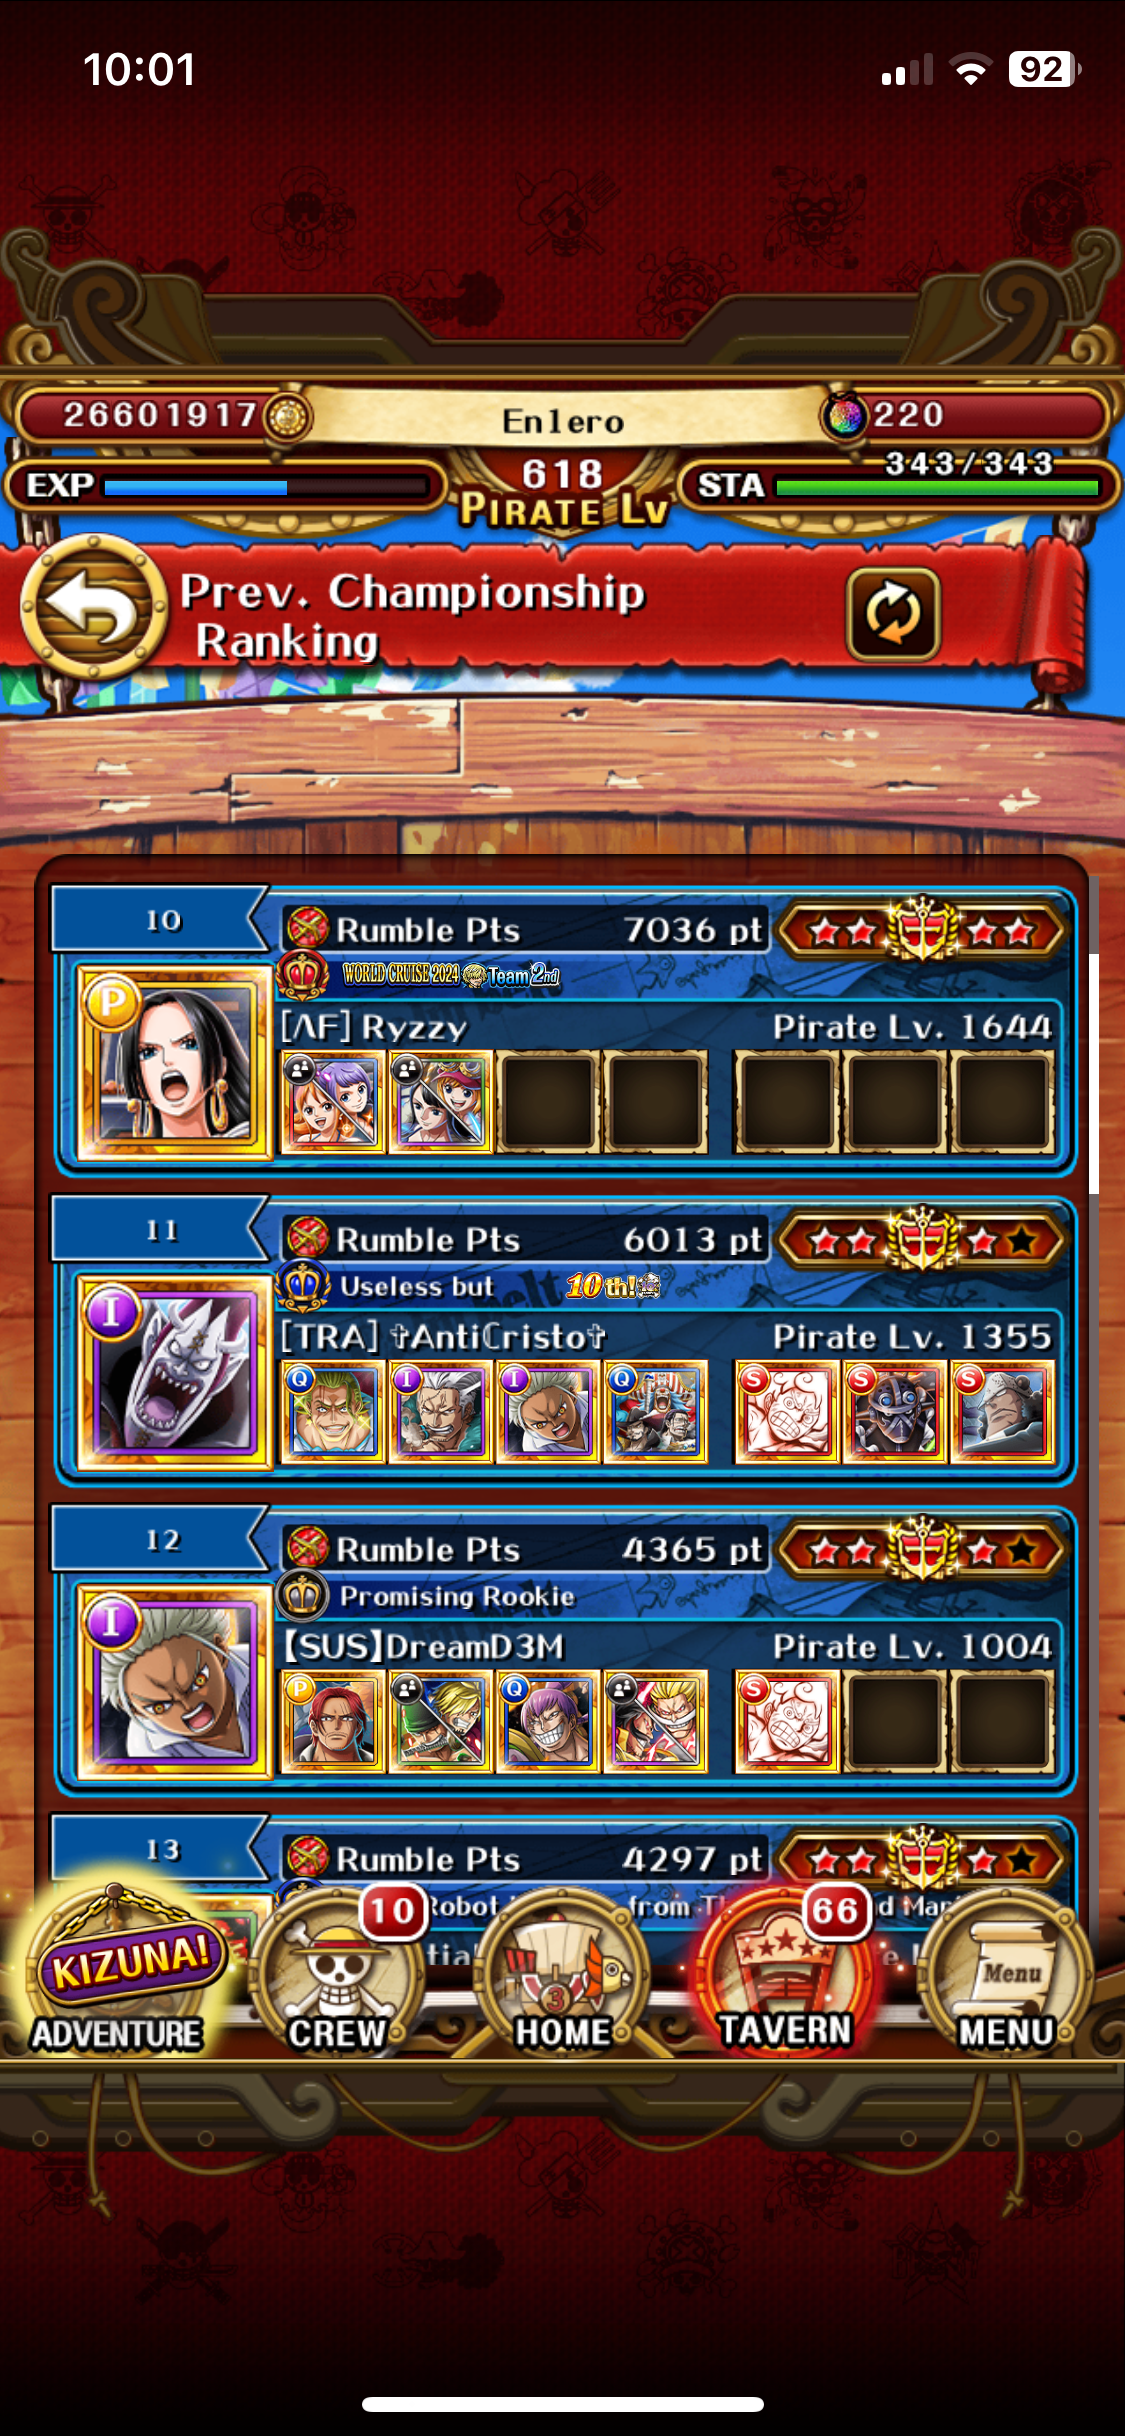 10:01
92
26601917
En1ero
220
EXP
618
PIRATE Lv
STA
343/343
Prev. Championship
Ranking
10
Rumble Pts 7036 pt
P
WORLD CRUISE 2024 Team 2nd
[ΛF] Ryzzy
Pirate Lv. 1644
11
Rumble Pts 6013 pt
I
Useless but 10th!
[TRA] ✞AntiCristo✞
Pirate Lv. 1355
Q I I Q S S S
12
Rumble Pts 4365 pt
I
Promising Rookie
【SUS】DreamD3M
Pirate Lv. 1004
P Q S
13
Rumble Pts 4297 pt
from
KIZUNA!
ADVENTURE
10
CREW
3
HOME
66
TAVERN
Menu
MENU